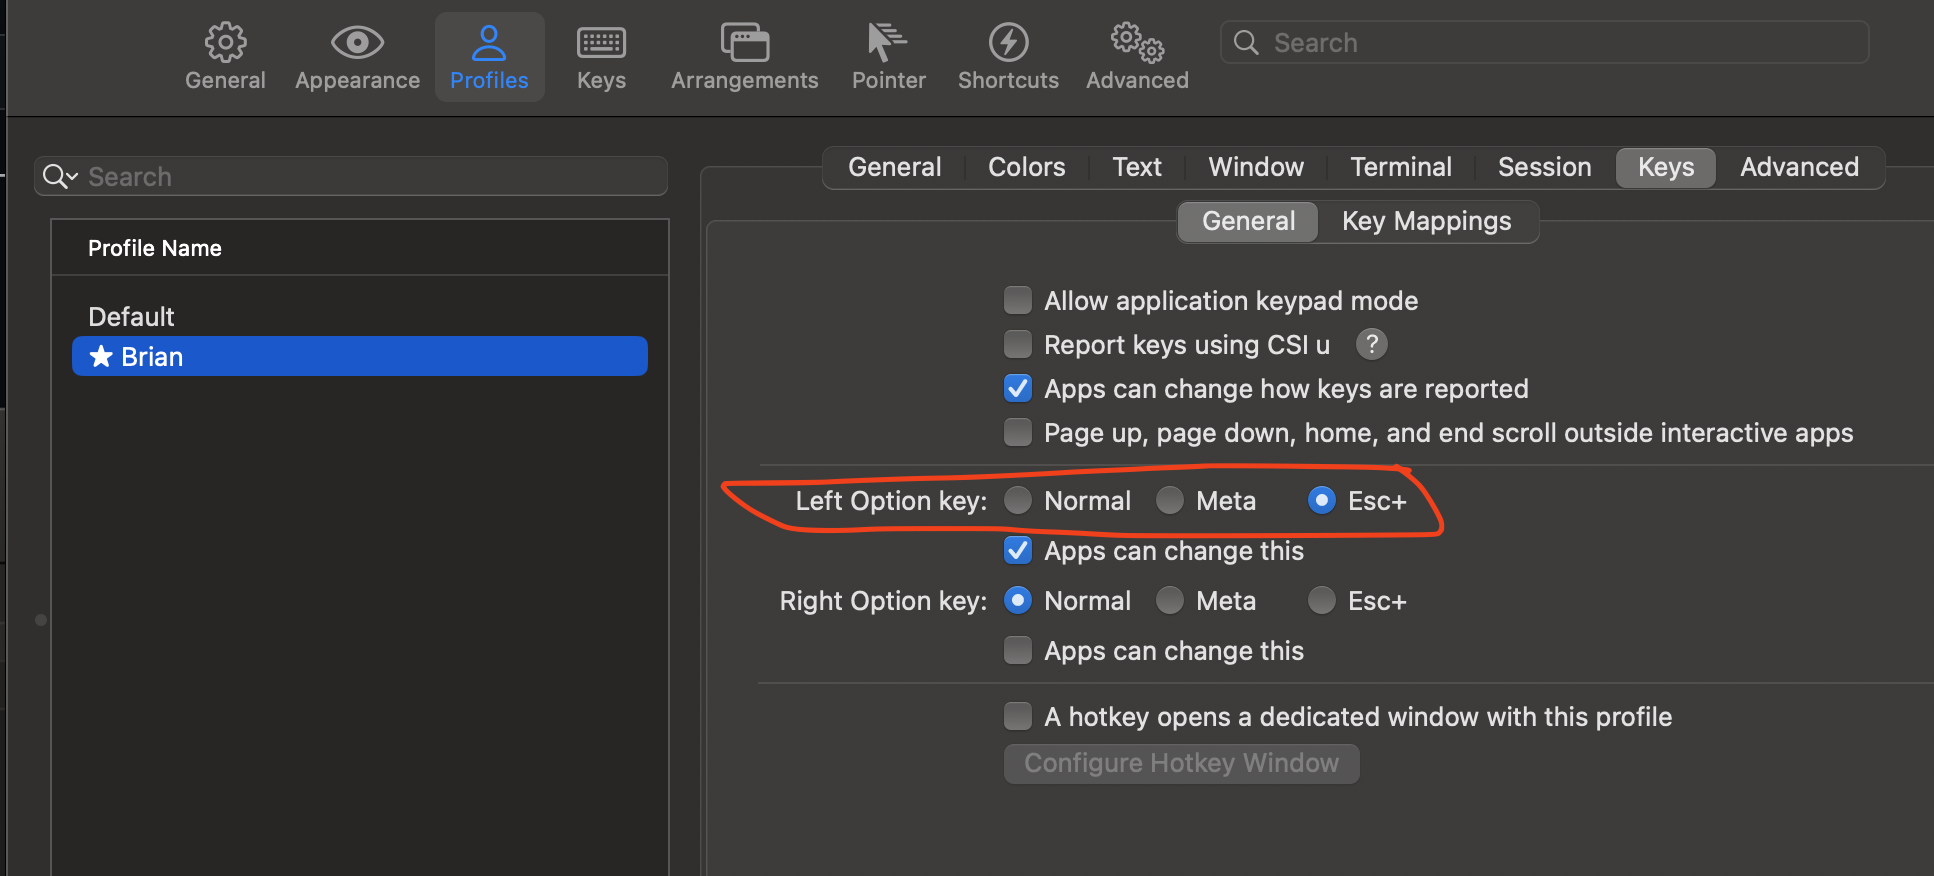 General Appearance Profiles Keys Arrangements Pointer Shortcuts Advanced Search
Search
Profile Name
Default
Brian
General Colors Text Window Terminal Session Keys Advanced
General Key Mappings
Allow application keypad mode
Report keys using CSI u ?
Apps can change how keys are reported
Page up, page down, home, and end scroll outside interactive apps
Left Option key: Normal Meta Esc+
Apps can change this
Right Option key: Normal Meta Esc+
Apps can change this
A hotkey opens a dedicated window with this profile
Configure Hotkey Window